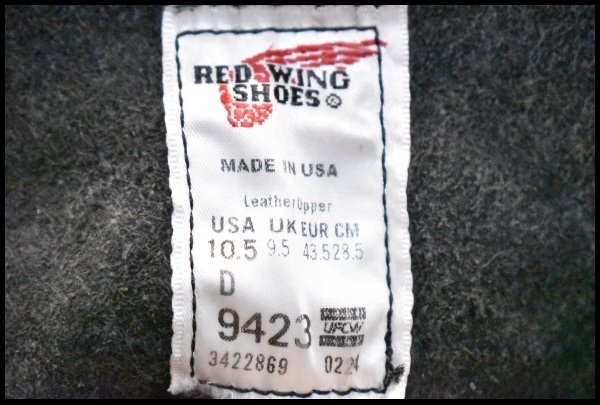 RED WING
SHOES®
MADE IN USA
Leather Upper
USA UK EUR CM
10.5 9.5 43.5 28.5
D
9423 UFCW
3422869 02 24